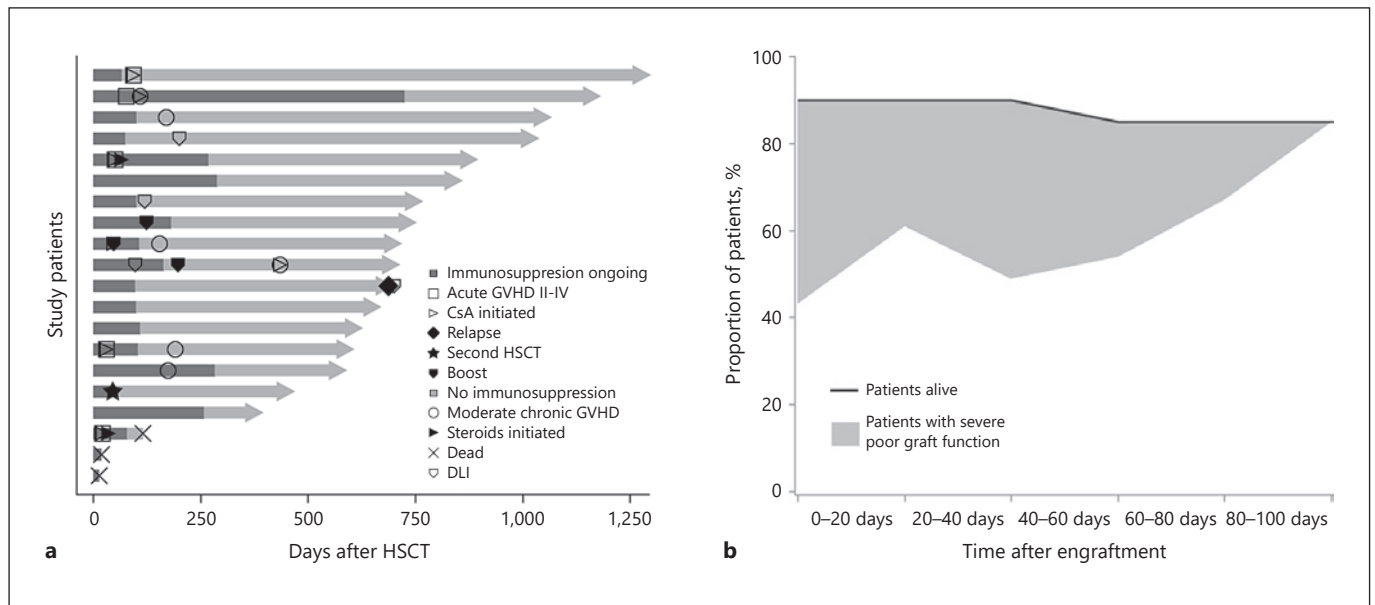 Study patients
Immunosuppresion ongoing
Acute GVHD II-IV
CsA initiated
Relapse
Second HSCT
Boost
No immunosuppression
Moderate chronic GVHD
Steroids initiated
Dead
DLI
0 250 500 750 1,000 1,250
a
Days after HSCT
Proportion of patients, %
100
80
60
40
20
0
Patients alive
Patients with severe
poor graft function
0–20 days 20–40 days 40–60 days 60–80 days 80–100 days
b
Time after engraftment